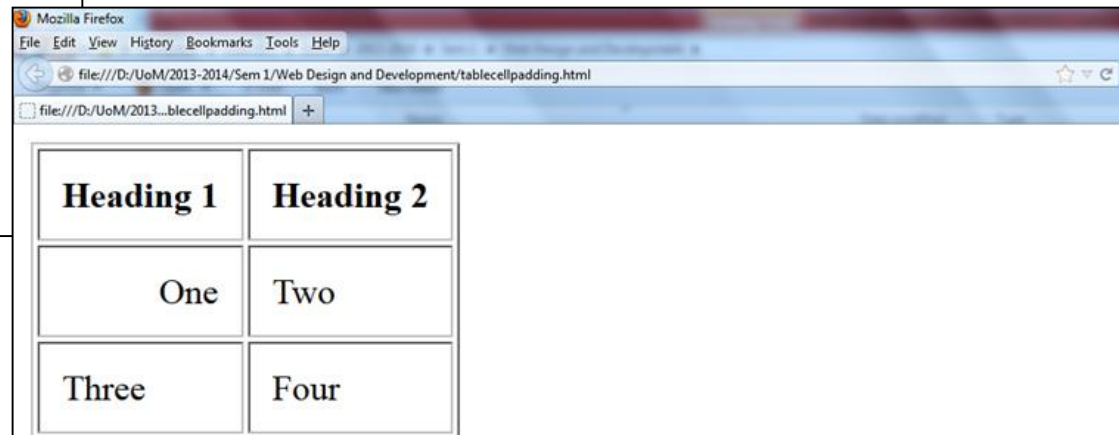 Mozilla Firefox
File Edit View History Bookmarks Tools Help
file:///D:/UoM/2013-2014/Sem 1/Web Design and Development/tablecellpadding.html
file:///D:/UoM/2013...blecellpadding.html +
Heading 1 Heading 2
One Two
Three Four